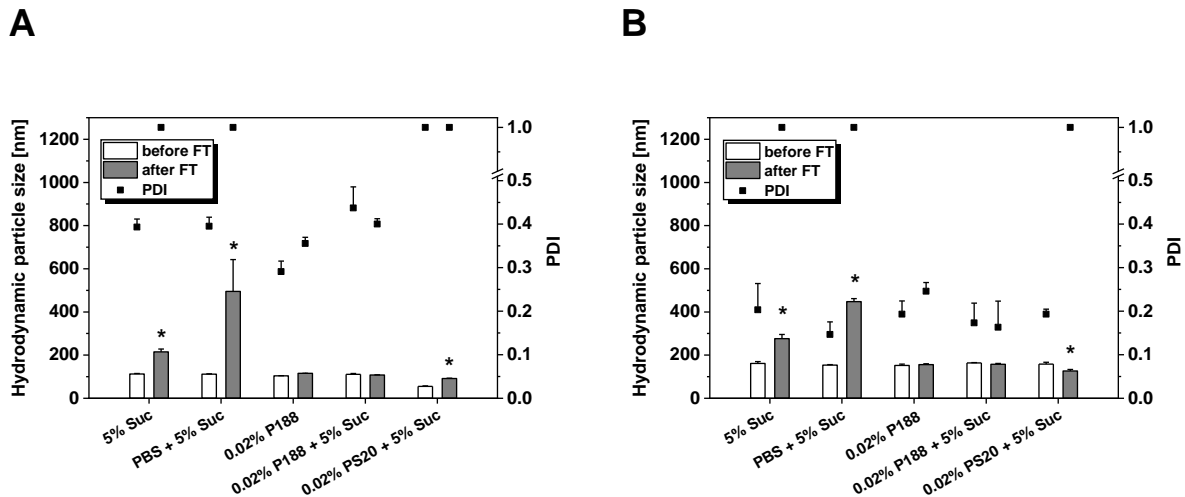 A
Hydrodynamic particle size [nm]
1200
1000
800
600
400
200
0
before FT
after FT
PDI
*
*
*
1.0
0.5
0.4
0.3
0.2
0.1
0.0
PDI
5% Suc
PBS + 5% Suc
0.02% P188
0.02% P188 + 5% Suc
0.02% PS20 + 5% Suc
B
Hydrodynamic particle size [nm]
1200
1000
800
600
400
200
0
before FT
after FT
PDI
*
*
*
1.0
0.5
0.4
0.3
0.2
0.1
0.0
PDI
5% Suc
PBS + 5% Suc
0.02% P188
0.02% P188 + 5% Suc
0.02% PS20 + 5% Suc